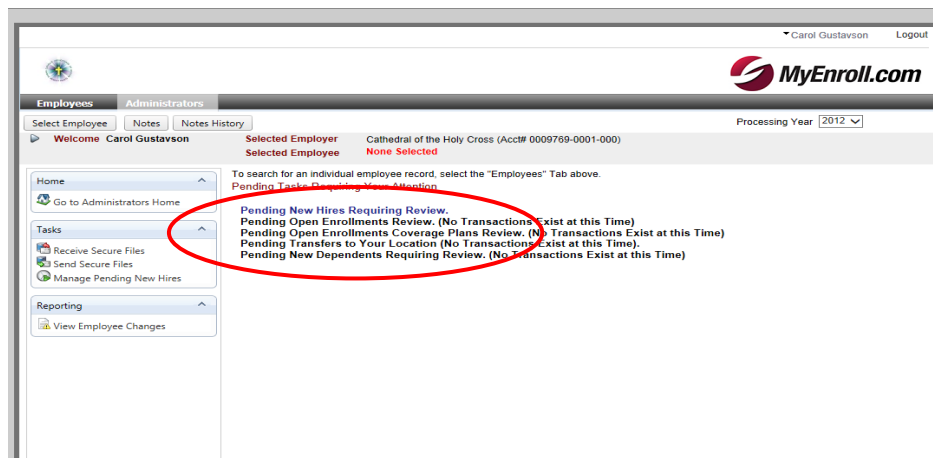 Carol Gustavson Logout
MyEnroll.com
Employees Administrators
Select Employee Notes Notes History Processing Year 2012
Welcome Carol Gustavson Selected Employer Cathedral of the Holy Cross (Acct# 0009769-0001-000)
Selected Employee None Selected
To search for an individual employee record, select the "Employees" Tab above.
Pending Tasks Requiring Your Attention
Pending New Hires Requiring Review.
Pending Open Enrollments Review. (No Transactions Exist at this Time)
Pending Open Enrollments Coverage Plans Review. (No Transactions Exist at this Time)
Pending Transfers to Your Location (No Transactions Exist at this Time).
Pending New Dependents Requiring Review. (No Transactions Exist at this Time)
Home
Go to Administrators Home
Tasks
Receive Secure Files
Send Secure Files
Manage Pending New Hires
Reporting
View Employee Changes